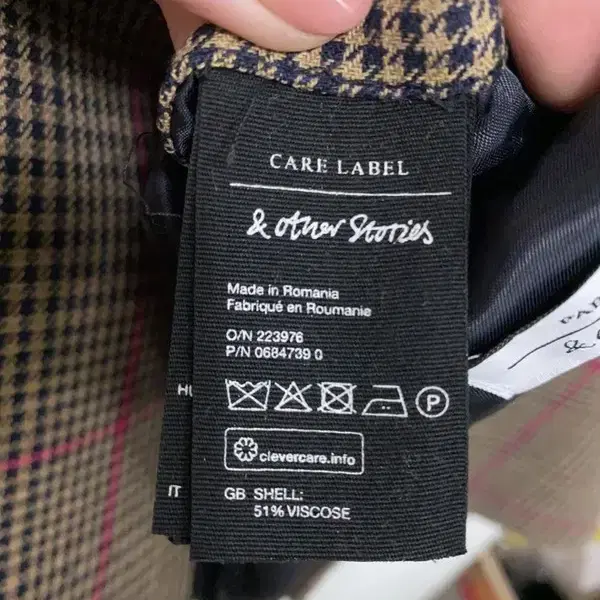 CARE LABEL
& other Stories
Made in Romania
Fabriqué en Roumanie
O/N 223976
P/N 0684739 0
P
clevercare.info
GB SHELL:
51% VISCOSE
HU
IT
PAR
&